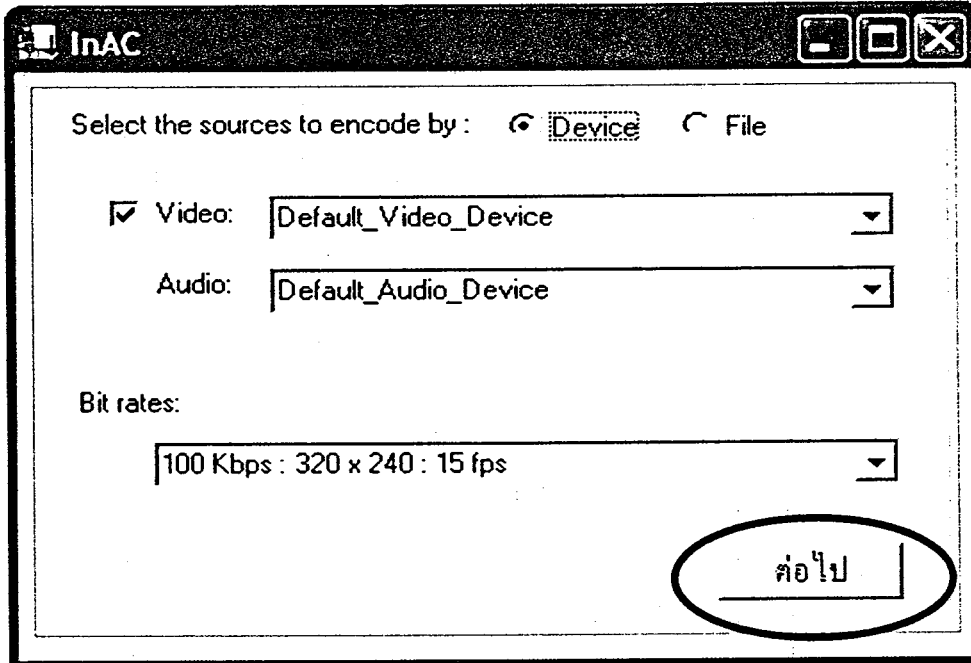 InAC
Select the sources to encode by : Device File
Video: Default_Video_Device
Audio: Default_Audio_Device
Bit rates:
100 Kbps : 320 x 240 : 15 fps
ต่อไป